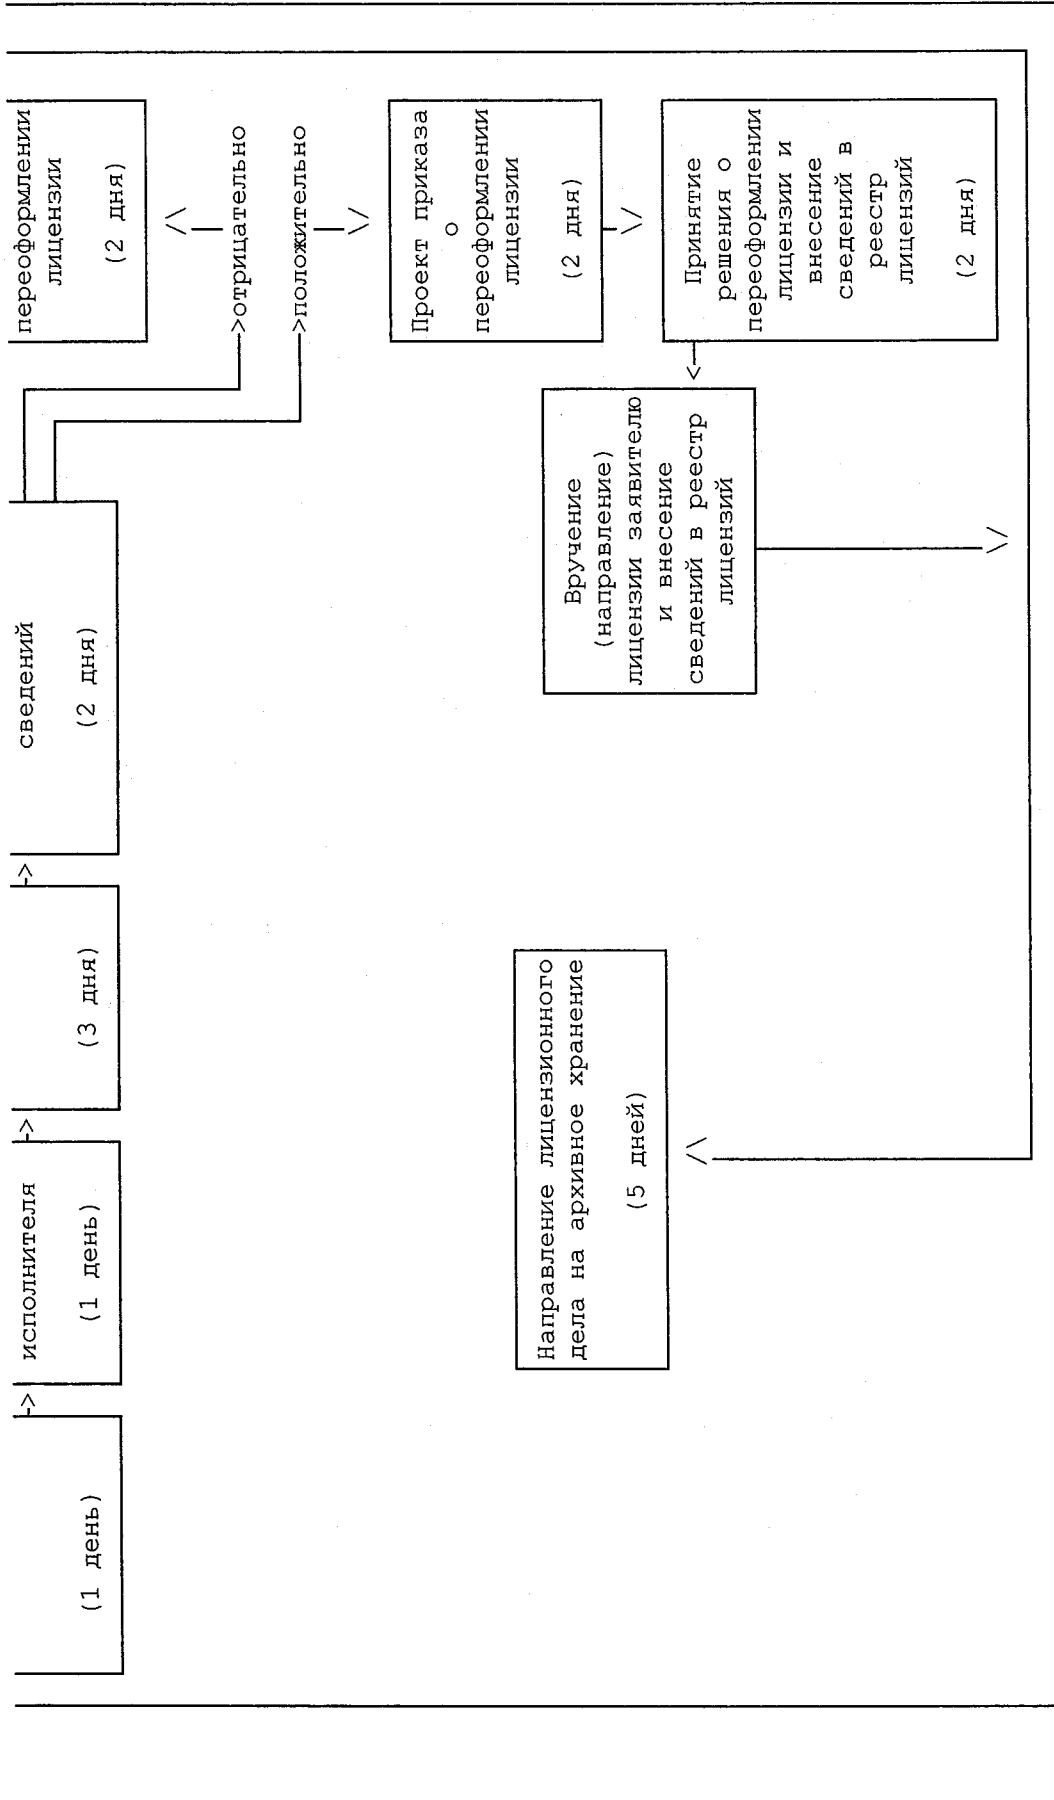 (1 день)
исполнителя
(1 день)
(3 дня)
сведений
(2 дня)
переоформлении
лицензии
(2 дня)
->
->
->
>отрицательно
>положительно
Проект приказа
о
переоформлении
лицензии
(2 дня)
Принятие
решения о
переоформлении
лицензии и
внесение
сведений в
реестр
лицензий
(2 дня)
Вручение
(направление)
лицензии заявителю
и внесение
сведений в реестр
лицензий
Направление лицензионного
дела на архивное хранение
(5 дней)